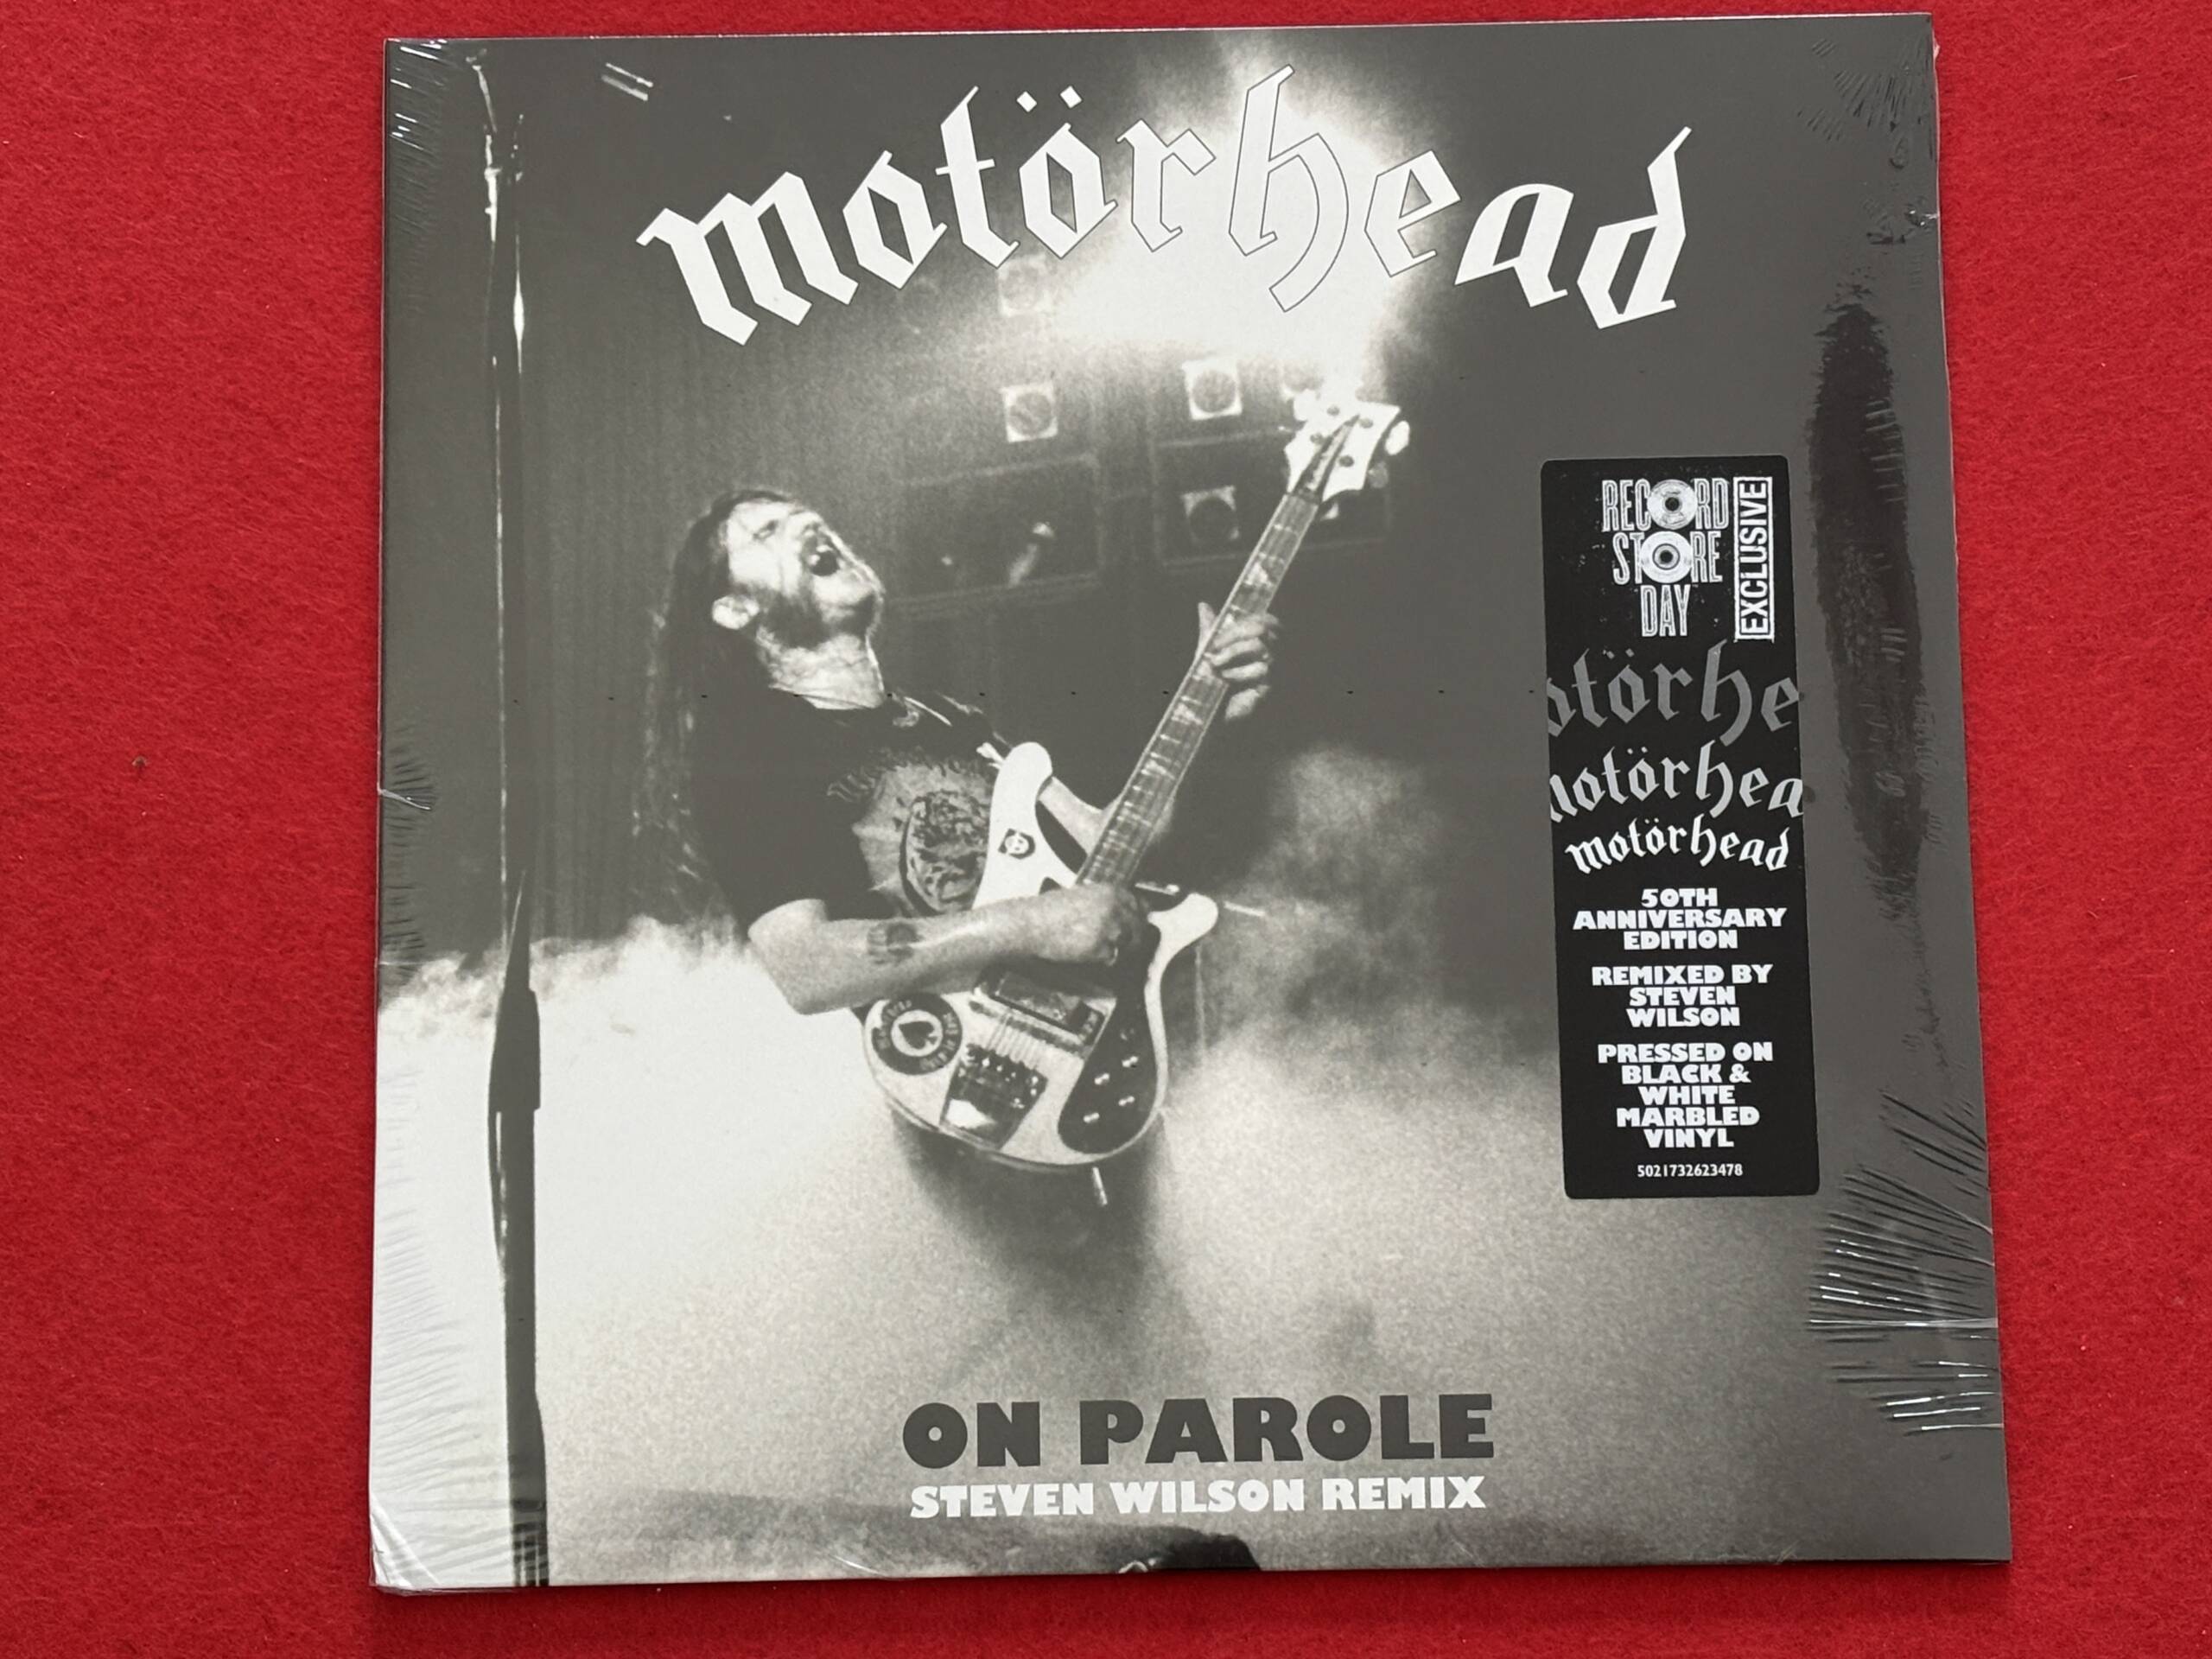 motörhead
RECORD
STORE
DAY
EXCLUSIVE
otörhe
otörhea
motörhead
50TH
ANNIVERSARY
EDITION
REMIXED BY
STEVEN
WILSON
PRESSED ON
BLACK &
WHITE
MARBLED
VINYL
5021732623478
ON PAROLE
STEVEN WILSON REMIX